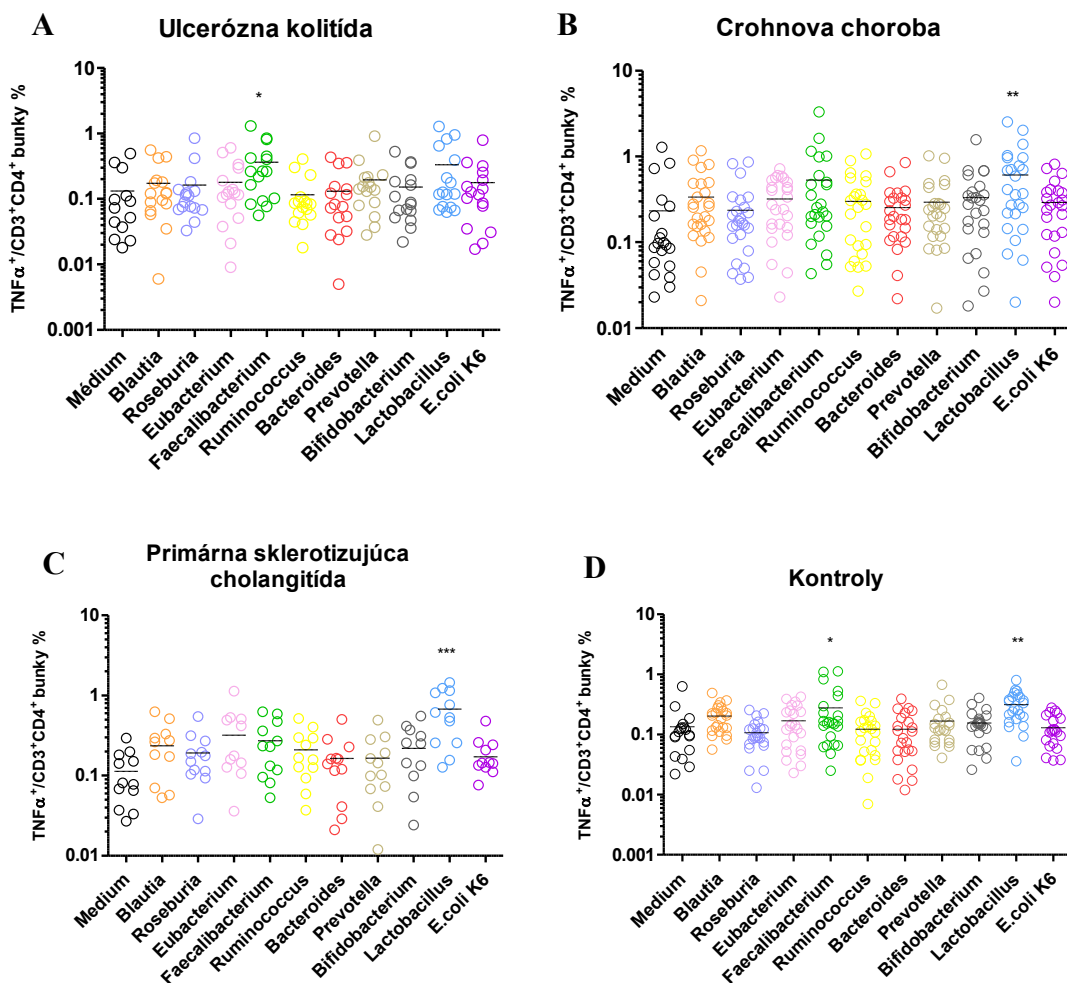 A
Ulcerózna kolitída
TNFα⁺/CD3⁺CD4⁺ bunky %
10
1
0.1
0.01
0.001
*
Médium
Blautia
Roseburia
Eubacterium
Faecalibacterium
Ruminococcus
Bacteroides
Prevotella
Bifidobacterium
Lactobacillus
E.coli K6
B
Crohnova choroba
TNFα⁺/CD3⁺CD4⁺ bunky %
10
1
0.1
0.01
**
Medium
Blautia
Roseburia
Eubacterium
Faecalibacterium
Ruminococcus
Bacteroides
Prevotella
Bifidobacterium
Lactobacillus
E.coli K6
C
Primárna sklerotizujúca
cholangitída
TNFα⁺/CD3⁺CD4⁺ bunky %
10
1
0.1
0.01
***
Medium
Blautia
Roseburia
Eubacterium
Faecalibacterium
Ruminococcus
Bacteroides
Prevotella
Bifidobacterium
Lactobacillus
E.coli K6
D
Kontroly
TNFα⁺/CD3⁺CD4⁺ bunky %
10
1
0.1
0.01
0.001
*
**
Medium
Blautia
Roseburia
Eubacterium
Faecalibacterium
Ruminococcus
Bacteroides
Prevotella
Bifidobacterium
Lactobacillus
E.coli K6